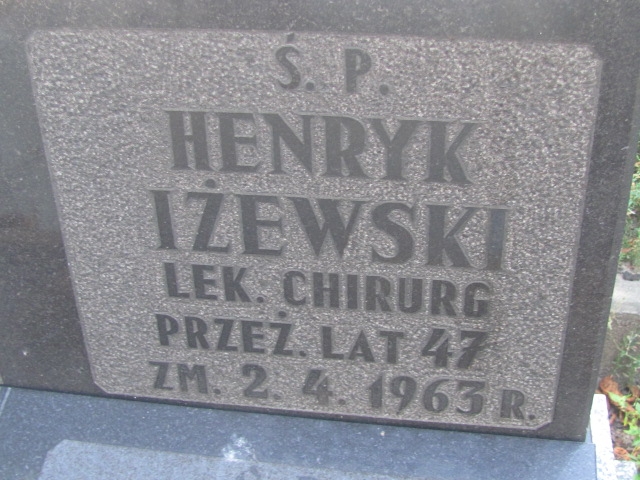 Ś. P.
HENRYK
IŻEWSKI
LEK. CHIRURG
PRZEŻ. LAT 47
ZM. 2. 4. 1963 R.